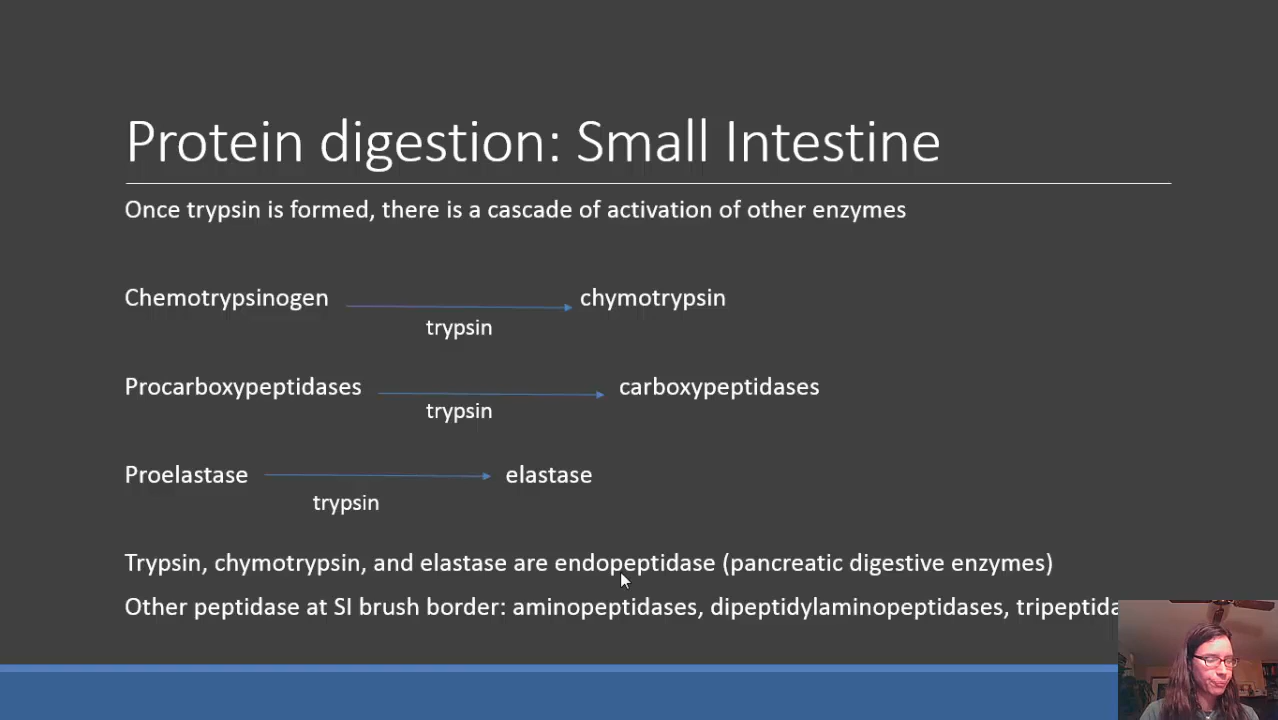 Protein digestion: Small Intestine
Once trypsin is formed, there is a cascade of activation of other enzymes
Chemotrypsinogen chymotrypsin
trypsin
Procarboxypeptidases carboxypeptidases
trypsin
Proelastase elastase
trypsin
Trypsin, chymotrypsin, and elastase are endopeptidase (pancreatic digestive enzymes)
Other peptidase at SI brush border: aminopeptidases, dipeptidylaminopeptidases,